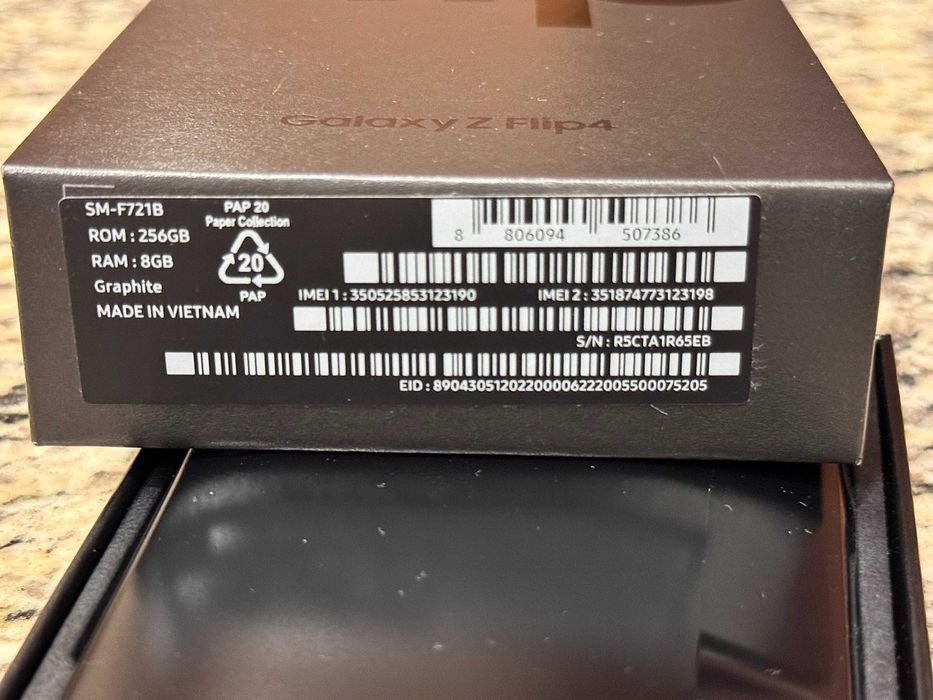 Galaxy Z Flip4
SM-F721B
ROM : 256GB
RAM : 8GB
Graphite
MADE IN VIETNAM
PAP 20
Paper Collection
20
PAP
8 806094 507386
IMEI 1 : 350525853123190 IMEI 2 : 351874773123198
S/N : R5CTA1R65EB
EID : 89043051202200006222005500075205